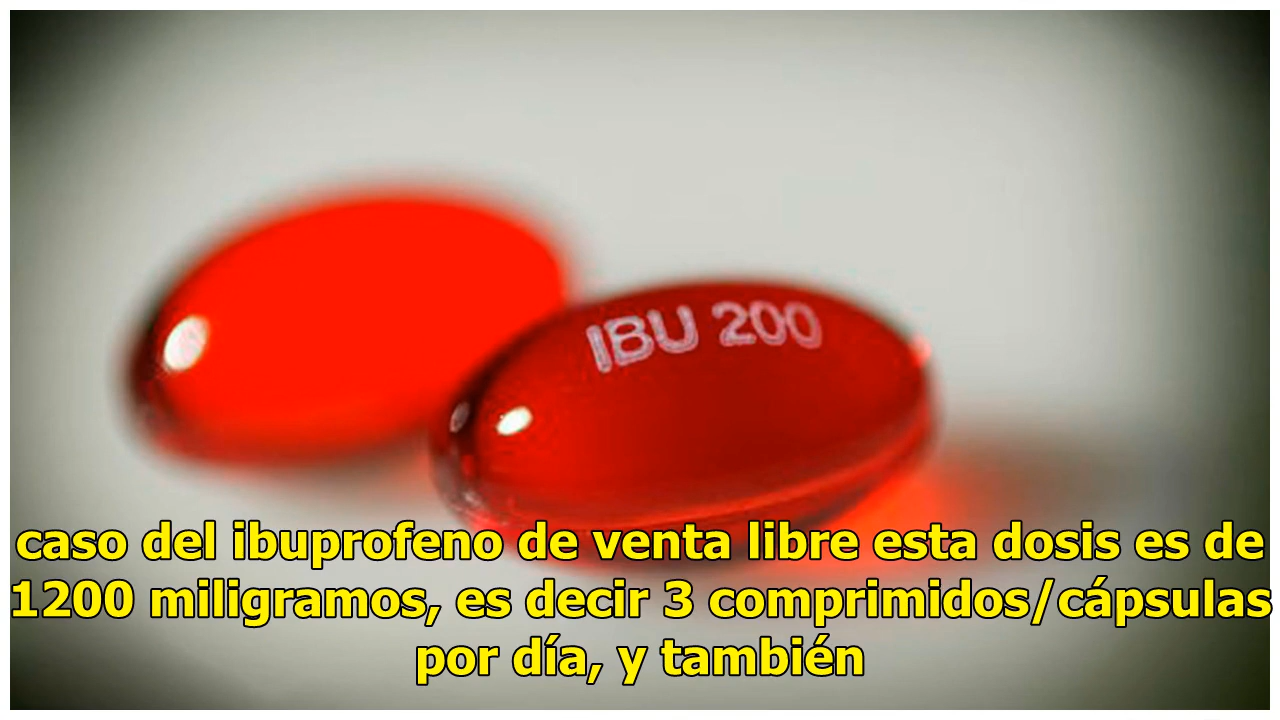 IBU 200
caso del ibuprofeno de venta libre esta dosis es de
1200 miligramos, es decir 3 comprimidos/cápsulas
por día, y también